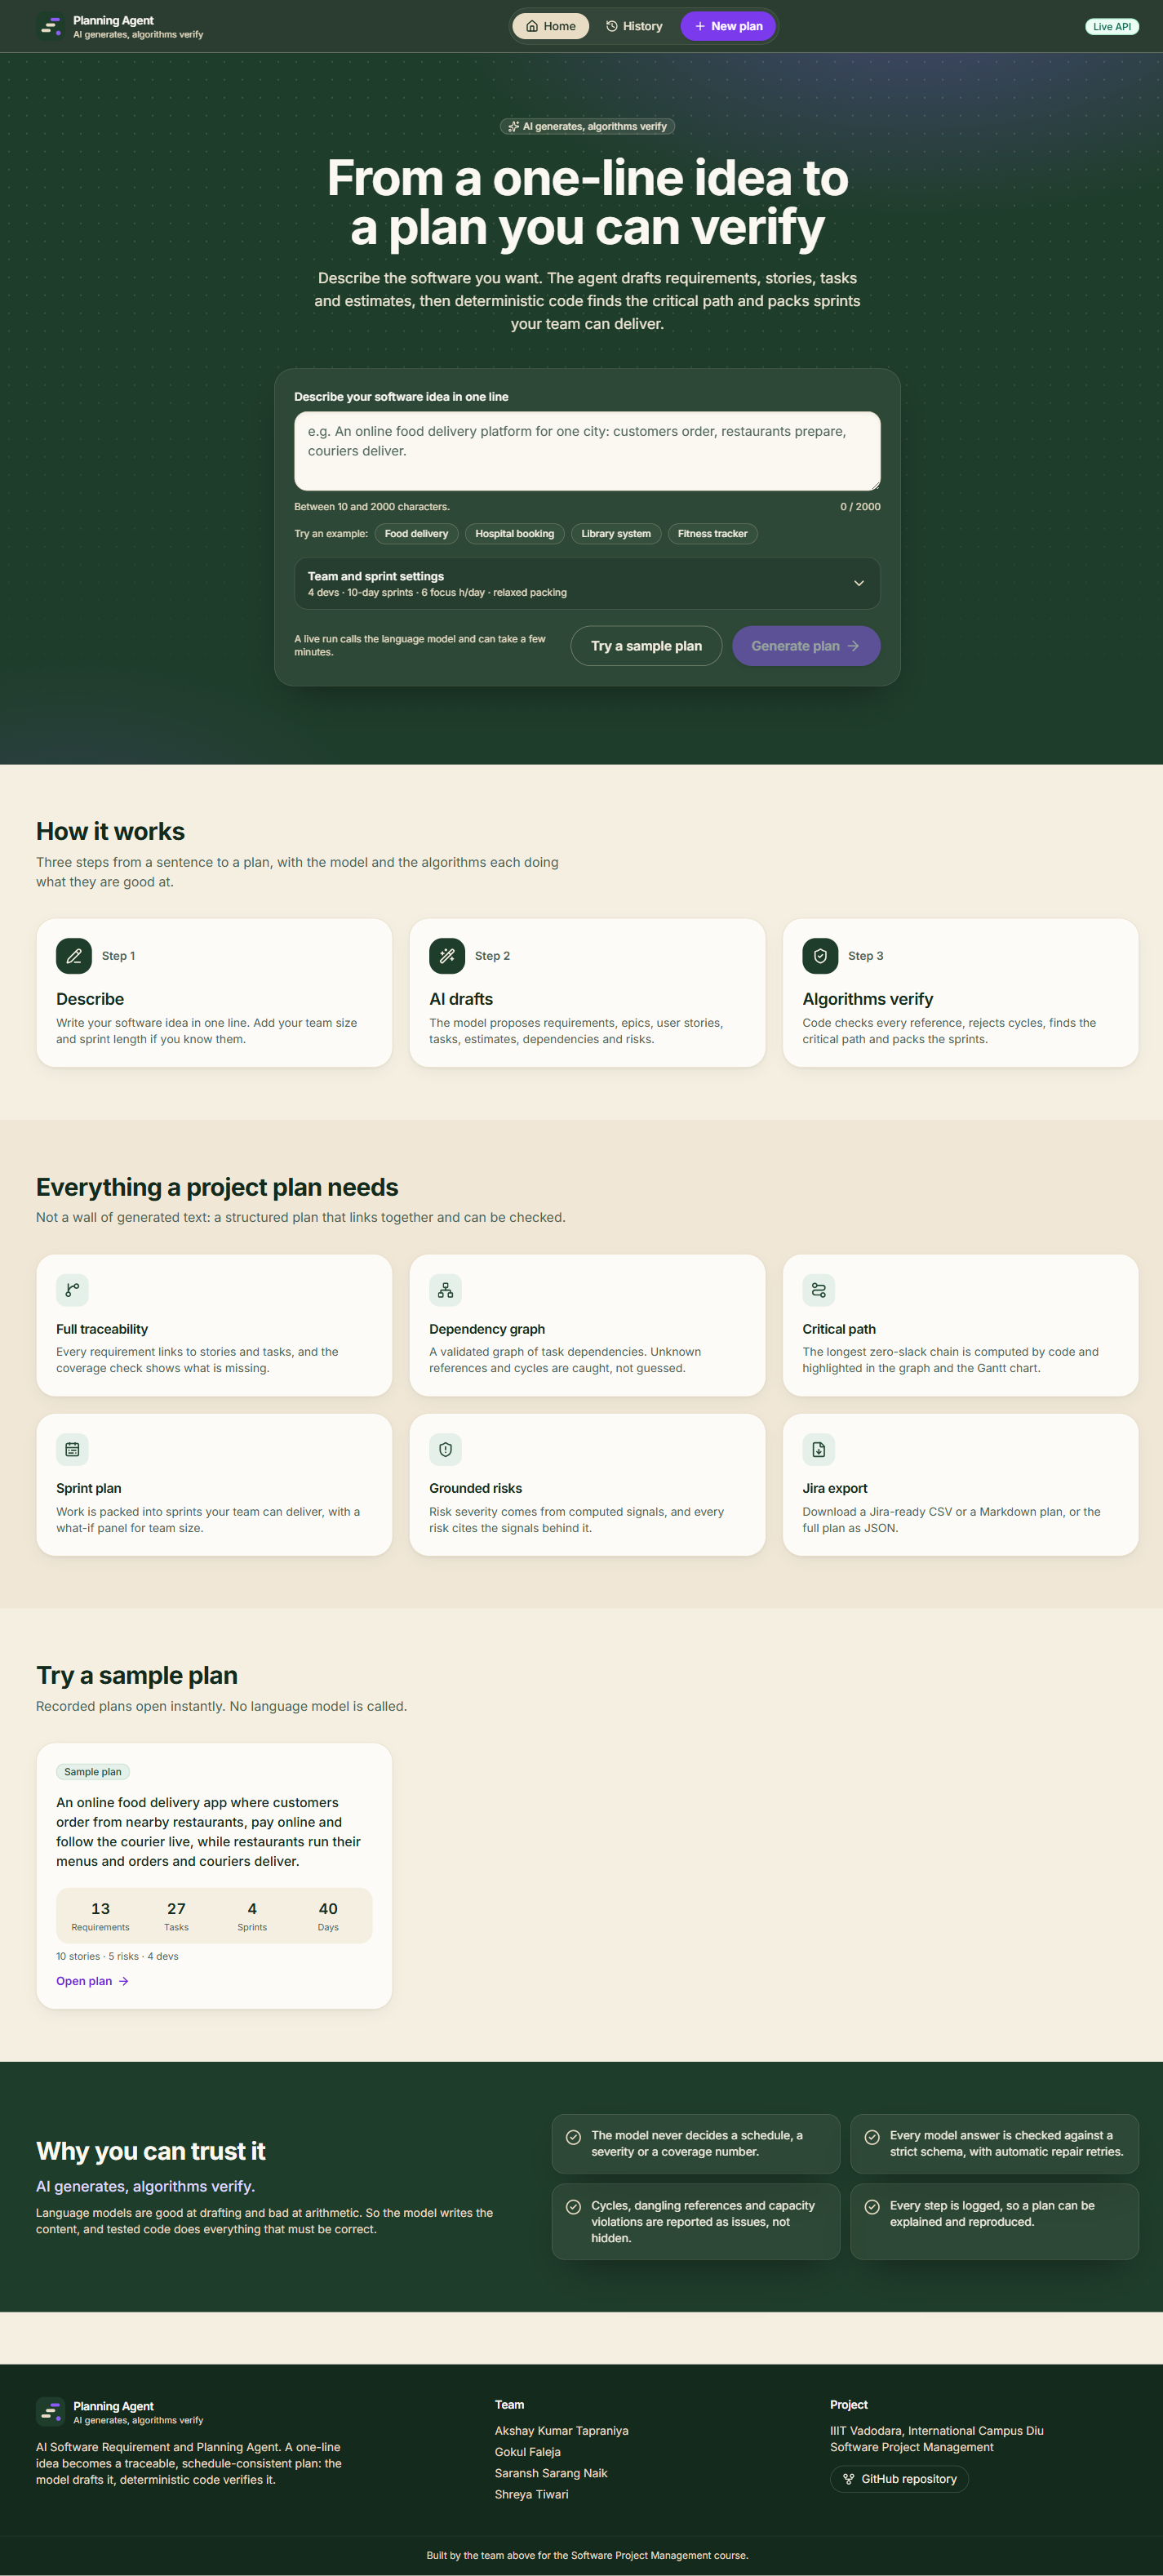 Planning Agent
AI generates, algorithms verify
Home
History
New plan
Live API
AI generates, algorithms verify
From a one-line idea to
a plan you can verify
Describe the software you want. The agent drafts requirements, stories, tasks
and estimates, then deterministic code finds the critical path and packs sprints
your team can deliver.
Describe your software idea in one line
e.g. An online food delivery platform for one city: customers order, restaurants prepare,
couriers deliver.
Between 10 and 2000 characters.
0 / 2000
Try an example:
Food delivery
Hospital booking
Library system
Fitness tracker
Team and sprint settings
4 devs · 10-day sprints · 6 focus h/day · relaxed packing
A live run calls the language model and can take a few
minutes.
Try a sample plan
Generate plan
How it works
Three steps from a sentence to a plan, with the model and the algorithms each doing
what they are good at.
Step 1
Describe
Write your software idea in one line. Add your team size
and sprint length if you know them.
Step 2
AI drafts
The model proposes requirements, epics, user stories,
tasks, estimates, dependencies and risks.
Step 3
Algorithms verify
Code checks every reference, rejects cycles, finds the
critical path and packs the sprints.
Everything a project plan needs
Not a wall of generated text: a structured plan that links together and can be checked.
Full traceability
Every requirement links to stories and tasks, and the
coverage check shows what is missing.
Dependency graph
A validated graph of task dependencies. Unknown
references and cycles are caught, not guessed.
Critical path
The longest zero-slack chain is computed by code and
highlighted in the graph and the Gantt chart.
Sprint plan
Work is packed into sprints your team can deliver, with a
what-if panel for team size.
Grounded risks
Risk severity comes from computed signals, and every
risk cites the signals behind it.
Jira export
Download a Jira-ready CSV or a Markdown plan, or the
full plan as JSON.
Try a sample plan
Recorded plans open instantly. No language model is called.
Sample plan
An online food delivery app where customers
order from nearby restaurants, pay online and
follow the courier live, while restaurants run their
menus and orders and couriers deliver.
13
Requirements
27
Tasks
4
Sprints
40
Days
10 stories · 5 risks · 4 devs
Open plan
Why you can trust it
AI generates, algorithms verify.
Language models are good at drafting and bad at arithmetic. So the model writes the
content, and tested code does everything that must be correct.
The model never decides a schedule, a
severity or a coverage number.
Every model answer is checked against a
strict schema, with automatic repair retries.
Cycles, dangling references and capacity
violations are reported as issues, not
hidden.
Every step is logged, so a plan can be
explained and reproduced.
Planning Agent
AI generates, algorithms verify
AI Software Requirement and Planning Agent. A one-line
idea becomes a traceable, schedule-consistent plan: the
model drafts it, deterministic code verifies it.
Team
Akshay Kumar Tapraniya
Gokul Faleja
Saransh Sarang Naik
Shreya Tiwari
Project
IIIT Vadodara, International Campus Diu
Software Project Management
GitHub repository
Built by the team above for the Software Project Management course.